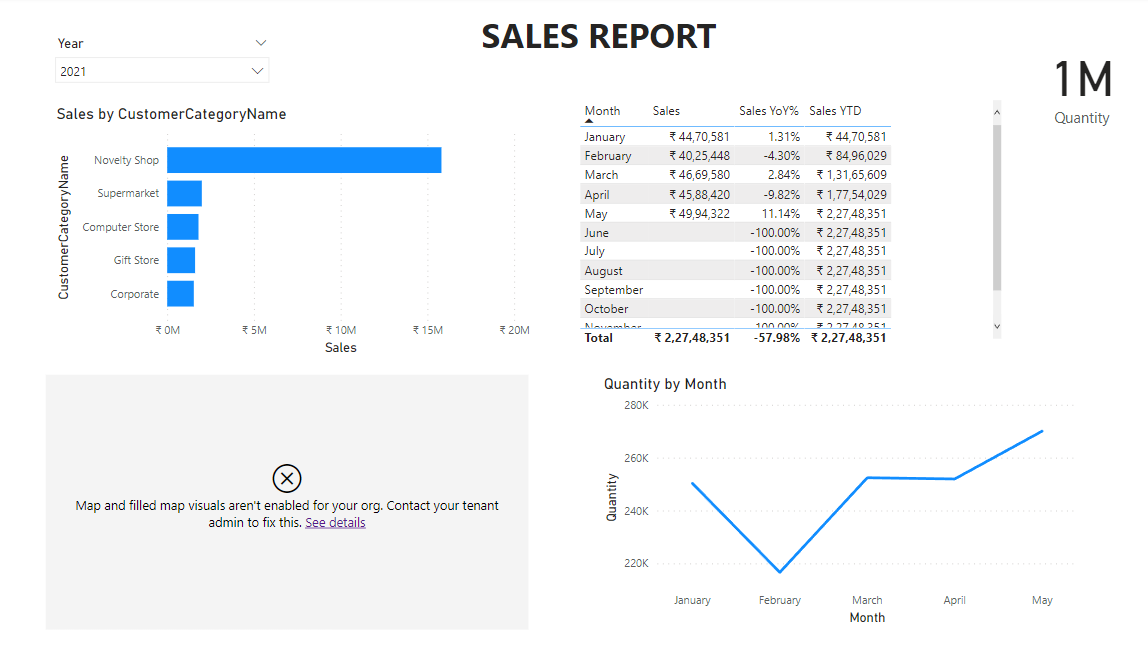 SALES REPORT
Year
2021
1M
Quantity
Sales by CustomerCategoryName
CustomerCategoryName
Novelty Shop
Supermarket
Computer Store
Gift Store
Corporate
₹ 0M ₹ 5M ₹ 10M ₹ 15M ₹ 20M
Sales
Month Sales Sales YoY% Sales YTD
January ₹ 44,70,581 1.31% ₹ 44,70,581
February ₹ 40,25,448 -4.30% ₹ 84,96,029
March ₹ 46,69,580 2.84% ₹ 1,31,65,609
April ₹ 45,88,420 -9.82% ₹ 1,77,54,029
May ₹ 49,94,322 11.14% ₹ 2,27,48,351
June -100.00% ₹ 2,27,48,351
July -100.00% ₹ 2,27,48,351
August -100.00% ₹ 2,27,48,351
September -100.00% ₹ 2,27,48,351
October -100.00% ₹ 2,27,48,351
November -100.00% ₹ 2,27,48,351
Total ₹ 2,27,48,351 -57.98% ₹ 2,27,48,351
Map and filled map visuals aren't enabled for your org. Contact your tenant
admin to fix this. See details
Quantity by Month
Quantity
280K
260K
240K
220K
January February March April May
Month